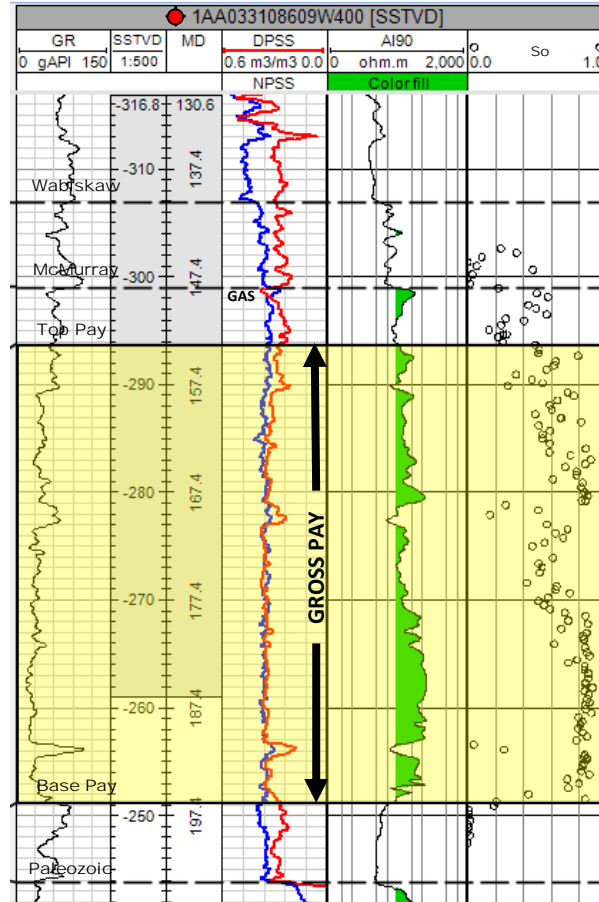 1AA033108609W400 [SSTVD]
GR SSTVD MD DPSS AI90 So
0 gAPI 150 1:500 0.6 m3/m3 0.0 0 ohm.m 2,000 0.0 1.0
NPSS Color fill
-316.8 130.6
-310 137.4
Wabiskaw
McMurray -300 147.4
GAS
Top Pay
-290 157.4
-280 167.4
GROSS PAY
-270 177.4
-260 187.4
Base Pay
-250 197.4
Paleozoic